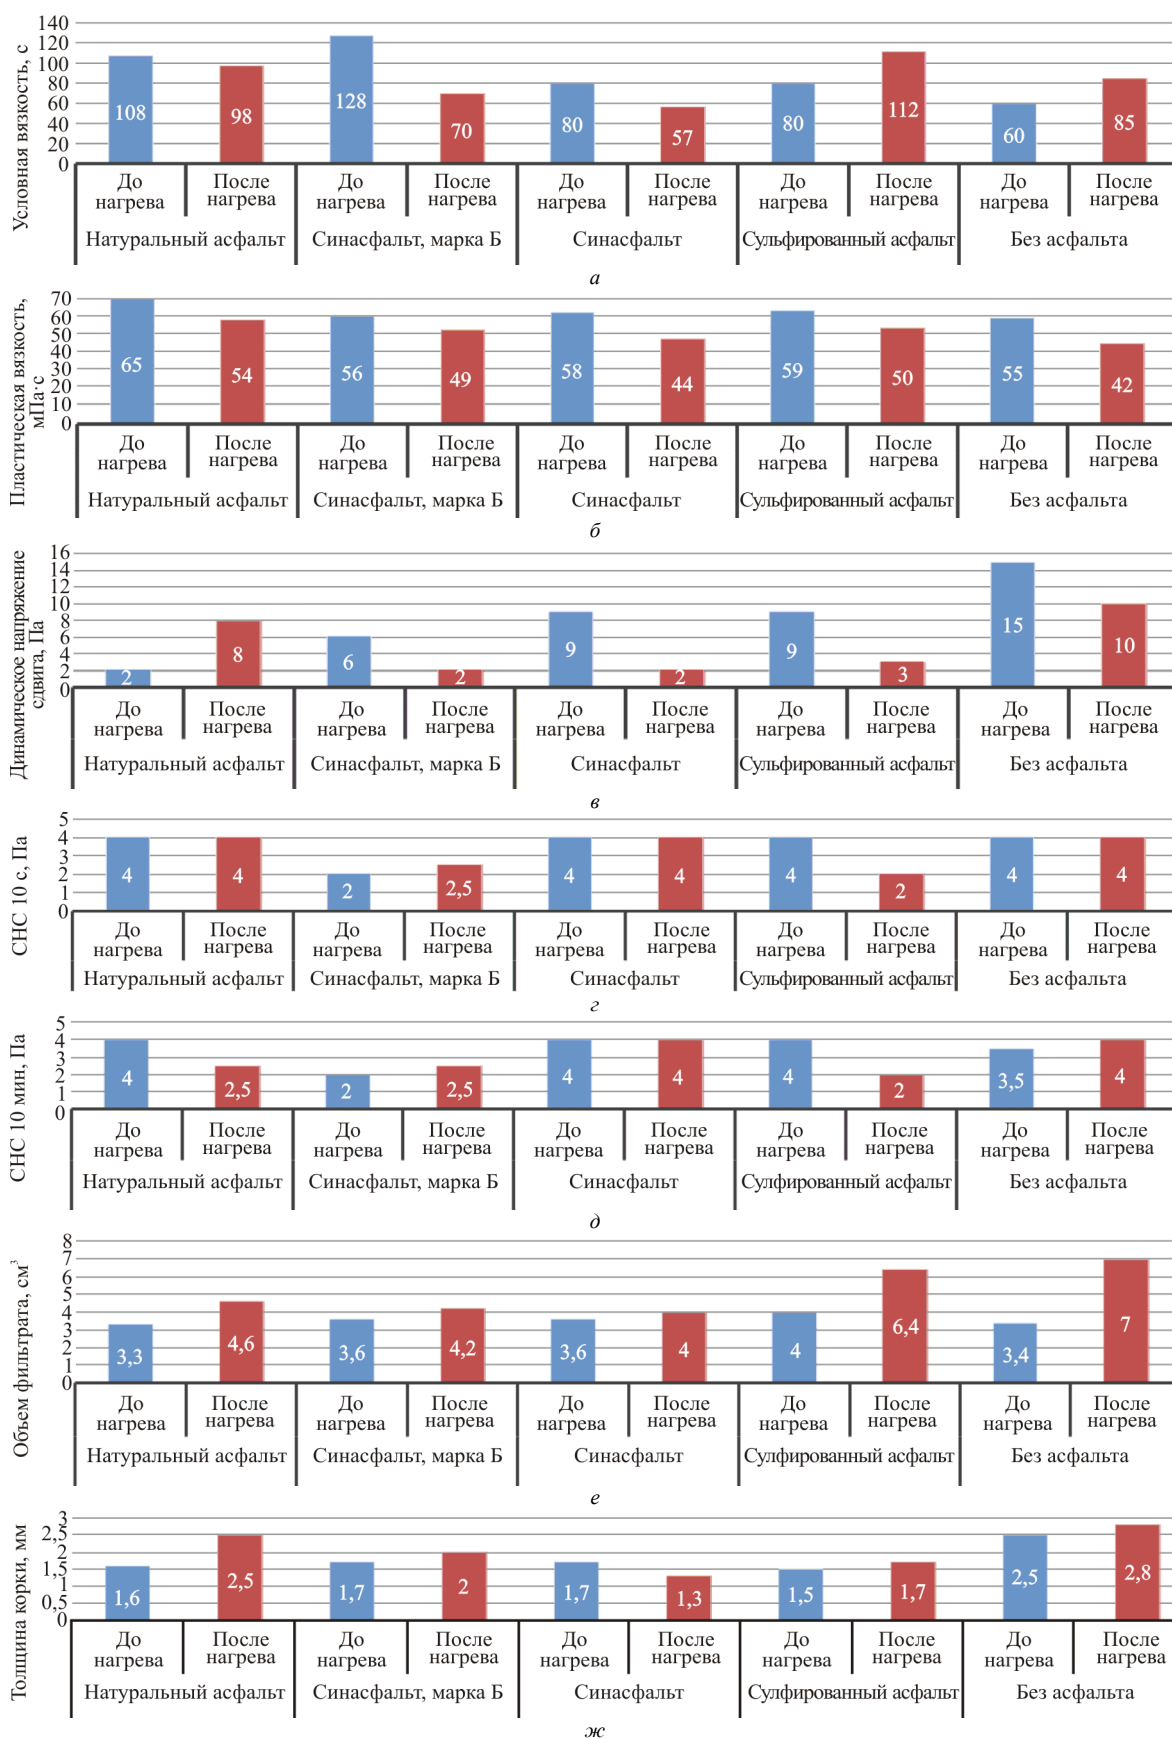 Условная вязкость, с
140
120
100
80
60
40
20
0
108
98
128
70
80
57
80
112
60
85
До нагрева
После нагрева
До нагрева
После нагрева
До нагрева
После нагрева
До нагрева
После нагрева
До нагрева
После нагрева
Натуральный асфальт
Синасфальт, марка Б
Синасфальт
Сульфированный асфальт
Без асфальта
а
Пластическая вязкость,
мПа·с
70
60
50
40
30
20
10
0
65
54
56
49
58
44
59
50
55
42
До нагрева
После нагрева
До нагрева
После нагрева
До нагрева
После нагрева
До нагрева
После нагрева
До нагрева
После нагрева
Натуральный асфальт
Синасфальт, марка Б
Синасфальт
Сульфированный асфальт
Без асфальта
б
Динамическое напряжение
сдвига, Па
16
14
12
10
8
6
4
2
0
2
8
6
2
9
2
9
3
15
10
До нагрева
После нагрева
До нагрева
После нагрева
До нагрева
После нагрева
До нагрева
После нагрева
До нагрева
После нагрева
Натуральный асфальт
Синасфальт, марка Б
Синасфальт
Сульфированный асфальт
Без асфальта
в
СНС 10 с, Па
5
4
3
2
1
0
4
4
2
2,5
4
4
4
2
4
4
До нагрева
После нагрева
До нагрева
После нагрева
До нагрева
После нагрева
До нагрева
После нагрева
До нагрева
После нагрева
Натуральный асфальт
Синасфальт, марка Б
Синасфальт
Сульфированный асфальт
Без асфальта
г
СНС 10 мин, Па
5
4
3
2
1
0
4
2,5
2
2,5
4
4
4
2
3,5
4
До нагрева
После нагрева
До нагрева
После нагрева
До нагрева
После нагрева
До нагрева
После нагрева
До нагрева
После нагрева
Натуральный асфальт
Синасфальт, марка Б
Синасфальт
Сулфированный асфальт
Без асфальта
д
Объем фильтрата, см³
8
7
6
5
4
3
2
1
0
3,3
4,6
3,6
4,2
3,6
4
4
6,4
3,4
7
До нагрева
После нагрева
До нагрева
После нагрева
До нагрева
После нагрева
До нагрева
После нагрева
До нагрева
После нагрева
Натуральный асфальт
Синасфальт, марка Б
Синасфальт
Сулфированный асфальт
Без асфальта
е
Толщина корки, мм
3
2,5
2
1,5
1
0,5
0
1,6
2,5
1,7
2
1,7
1,3
1,5
1,7
2,5
2,8
До нагрева
После нагрева
До нагрева
После нагрева
До нагрева
После нагрева
До нагрева
После нагрева
До нагрева
После нагрева
Натуральный асфальт
Синасфальт, марка Б
Синасфальт
Сулфированный асфальт
Без асфальта
ж